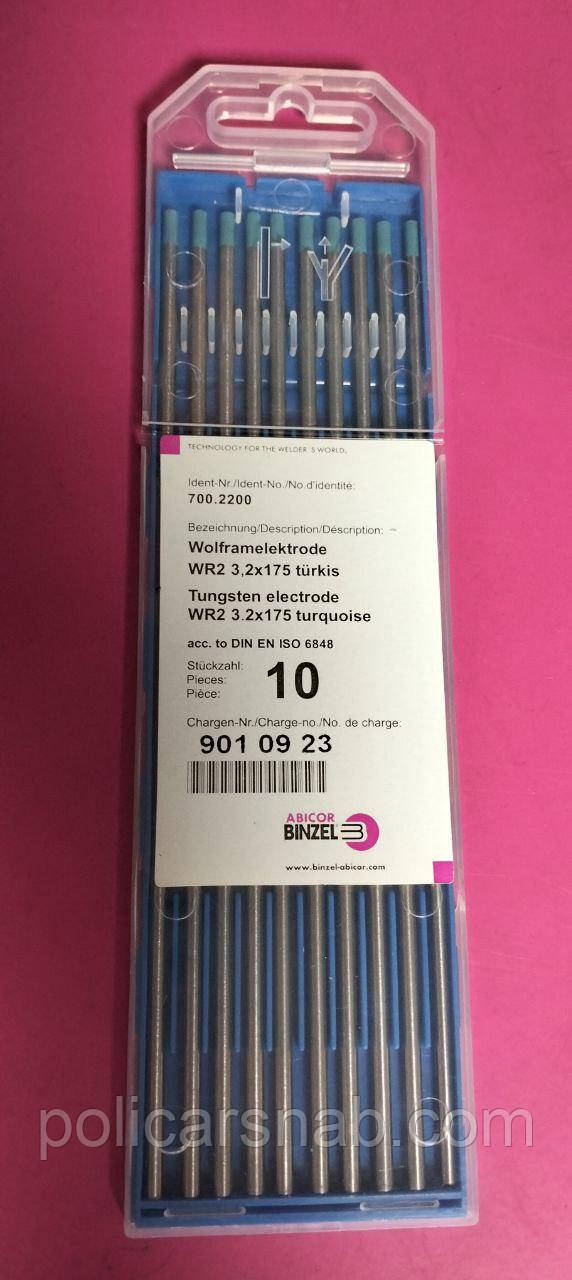 TECHNOLOGY FOR THE WELDER´S WORLD.
Ident-Nr./Ident-No./No.d'identité:
700.2200
Bezeichnung/Description/Déscription:
Wolframelektrode
WR2 3,2x175 türkis
Tungsten electrode
WR2 3.2x175 turquoise
acc. to DIN EN ISO 6848
Stückzahl:
Pieces: 10
Pièce:
Chargen-Nr./Charge-no./No. de charge:
901 09 23
ABICOR
BINZEL
www.binzel-abicar.com
policarsnab.com